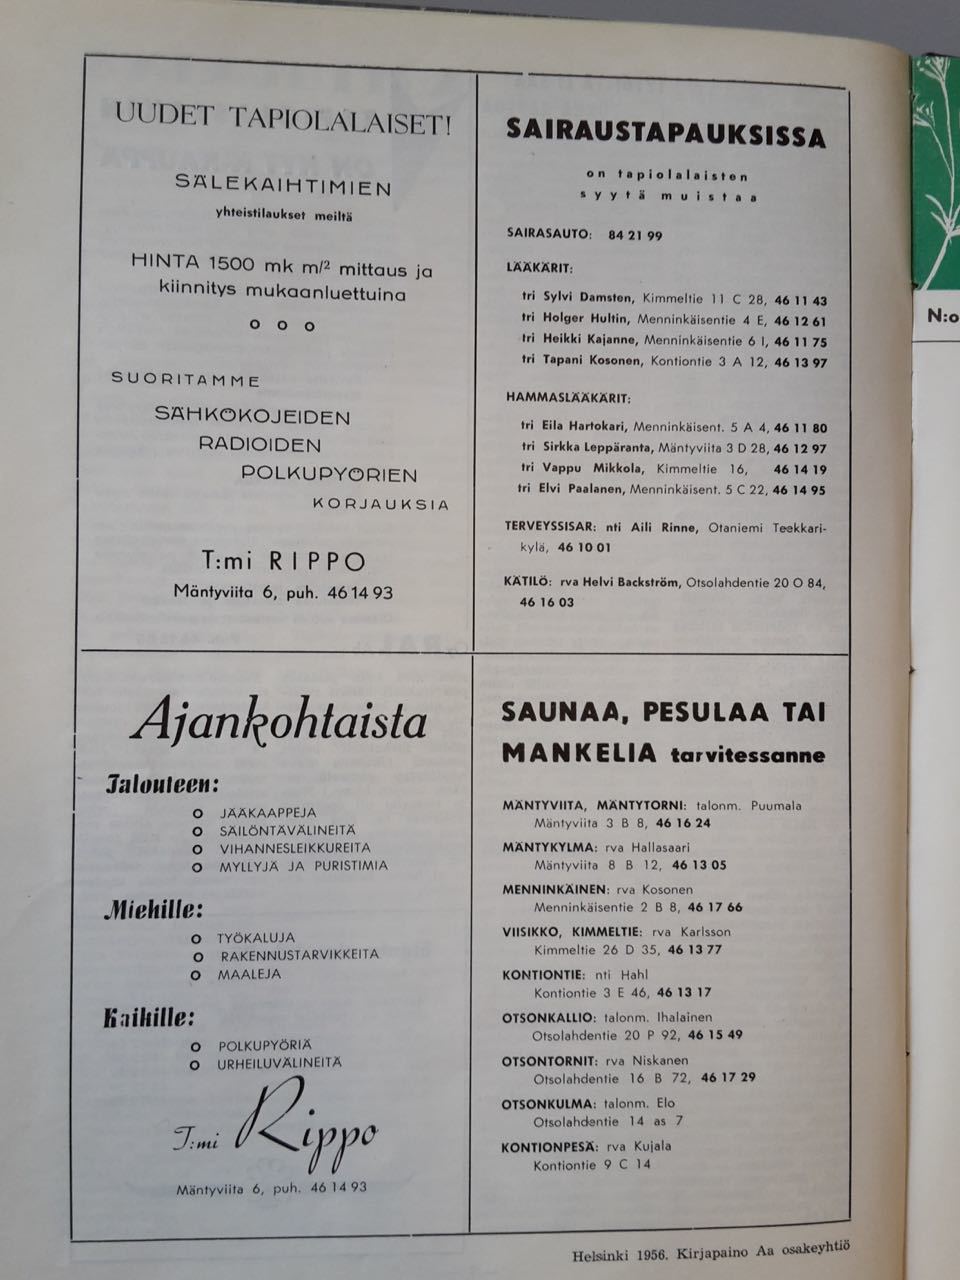 UUDET TAPIOLALAISET!
SÄLEKAIHTIMIEN
yhteistilaukset meiltä
HINTA 1500 mk m/² mittaus ja
kiinnitys mukaanluettuina
o o o
SUORITAMME
SÄHKÖKOJEIDEN
RADIOIDEN
POLKUPYÖRIEN
KORJAUKSIA
T:mi RIPPO
Mäntyviita 6, puh. 46 14 93
SAIRAUSTAPAUKSISSA
on tapiolalaisten
syytä muistaa
SAIRASAUTO: 84 21 99
LÄÄKÄRIT:
tri Sylvi Damsten, Kimmeltie 11 C 28, 46 11 43
tri Holger Hultin, Menninkäisentie 4 E, 46 12 61
tri Heikki Kajanne, Menninkäisentie 6 I, 46 11 75
tri Tapani Kosonen, Kontiontie 3 A 12, 46 13 97
HAMMASLÄÄKÄRIT:
tri Eila Hartokari, Menninkäisent. 5 A 4, 46 11 80
tri Sirkka Leppäranta, Mäntyviita 3 D 28, 46 12 97
tri Vappu Mikkola, Kimmeltie 16, 46 14 19
tri Elvi Paalanen, Menninkäisent. 5 C 22, 46 14 95
TERVEYSSISAR: nti Aili Rinne, Otaniemi Teekkari-
kylä, 46 10 01
KÄTILÖ: rva Helvi Backström, Otsolahdentie 20 O 84,
46 16 03
Ajankohtaista
Talouteen:
o JÄÄKAAPPEJA
o SÄILÖNTÄVÄLINEITÄ
o VIHANNESLEIKKUREITA
o MYLLYJÄ JA PURISTIMIA
Miehille:
o TYÖKALUJA
o RAKENNUSTARVIKKEITA
o MAALEJA
Kaikille:
o POLKUPYÖRIÄ
o URHEILUVÄLINEITÄ
T:mi Rippo
Mäntyviita 6, puh. 46 14 93
SAUNAA, PESULAA TAI
MANKELIA tarvitessanne
MÄNTYVIITA, MÄNTYTORNI: talonm. Puumala
Mäntyviita 3 B 8, 46 16 24
MÄNTYKYLMA: rva Hallasaari
Mäntyviita 8 B 12, 46 13 05
MENNINKÄINEN: rva Kosonen
Menninkäisentie 2 B 8, 46 17 66
VIISIKKO, KIMMELTIE: rva Karlsson
Kimmeltie 26 D 35, 46 13 77
KONTIONTIE: nti Hahl
Kontiontie 3 E 46, 46 13 17
OTSONKALLIO: talonm. Ihalainen
Otsolahdentie 20 P 92, 46 15 49
OTSONTORNIT: rva Niskanen
Otsolahdentie 16 B 72, 46 17 29
OTSONKULMA: talonm. Elo
Otsolahdentie 14 as 7
KONTIONPESÄ: rva Kujala
Kontiontie 9 C 14
Helsinki 1956. Kirjapaino Aa osakeyhtiö
N:o